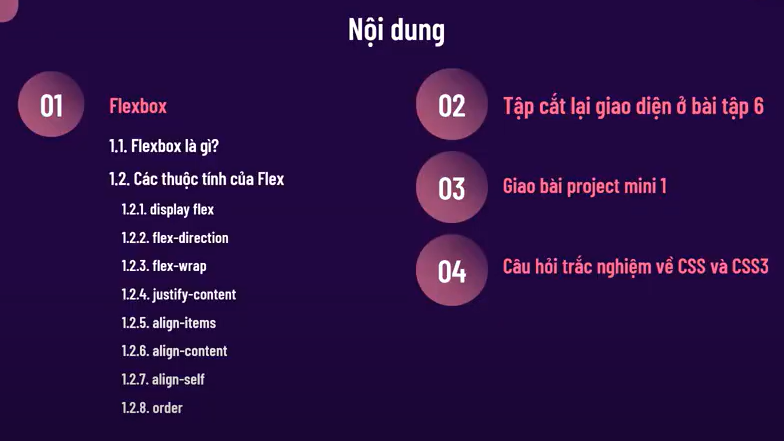 Nội dung
01
Flexbox
1.1. Flexbox là gì?
1.2. Các thuộc tính của Flex
1.2.1. display flex
1.2.2. flex-direction
1.2.3. flex-wrap
1.2.4. justify-content
1.2.5. align-items
1.2.6. align-content
1.2.7. align-self
1.2.8. order
02
Tập cắt lại giao diện ở bài tập 6
03
Giao bài project mini 1
04
Câu hỏi trắc nghiệm về CSS và CSS3